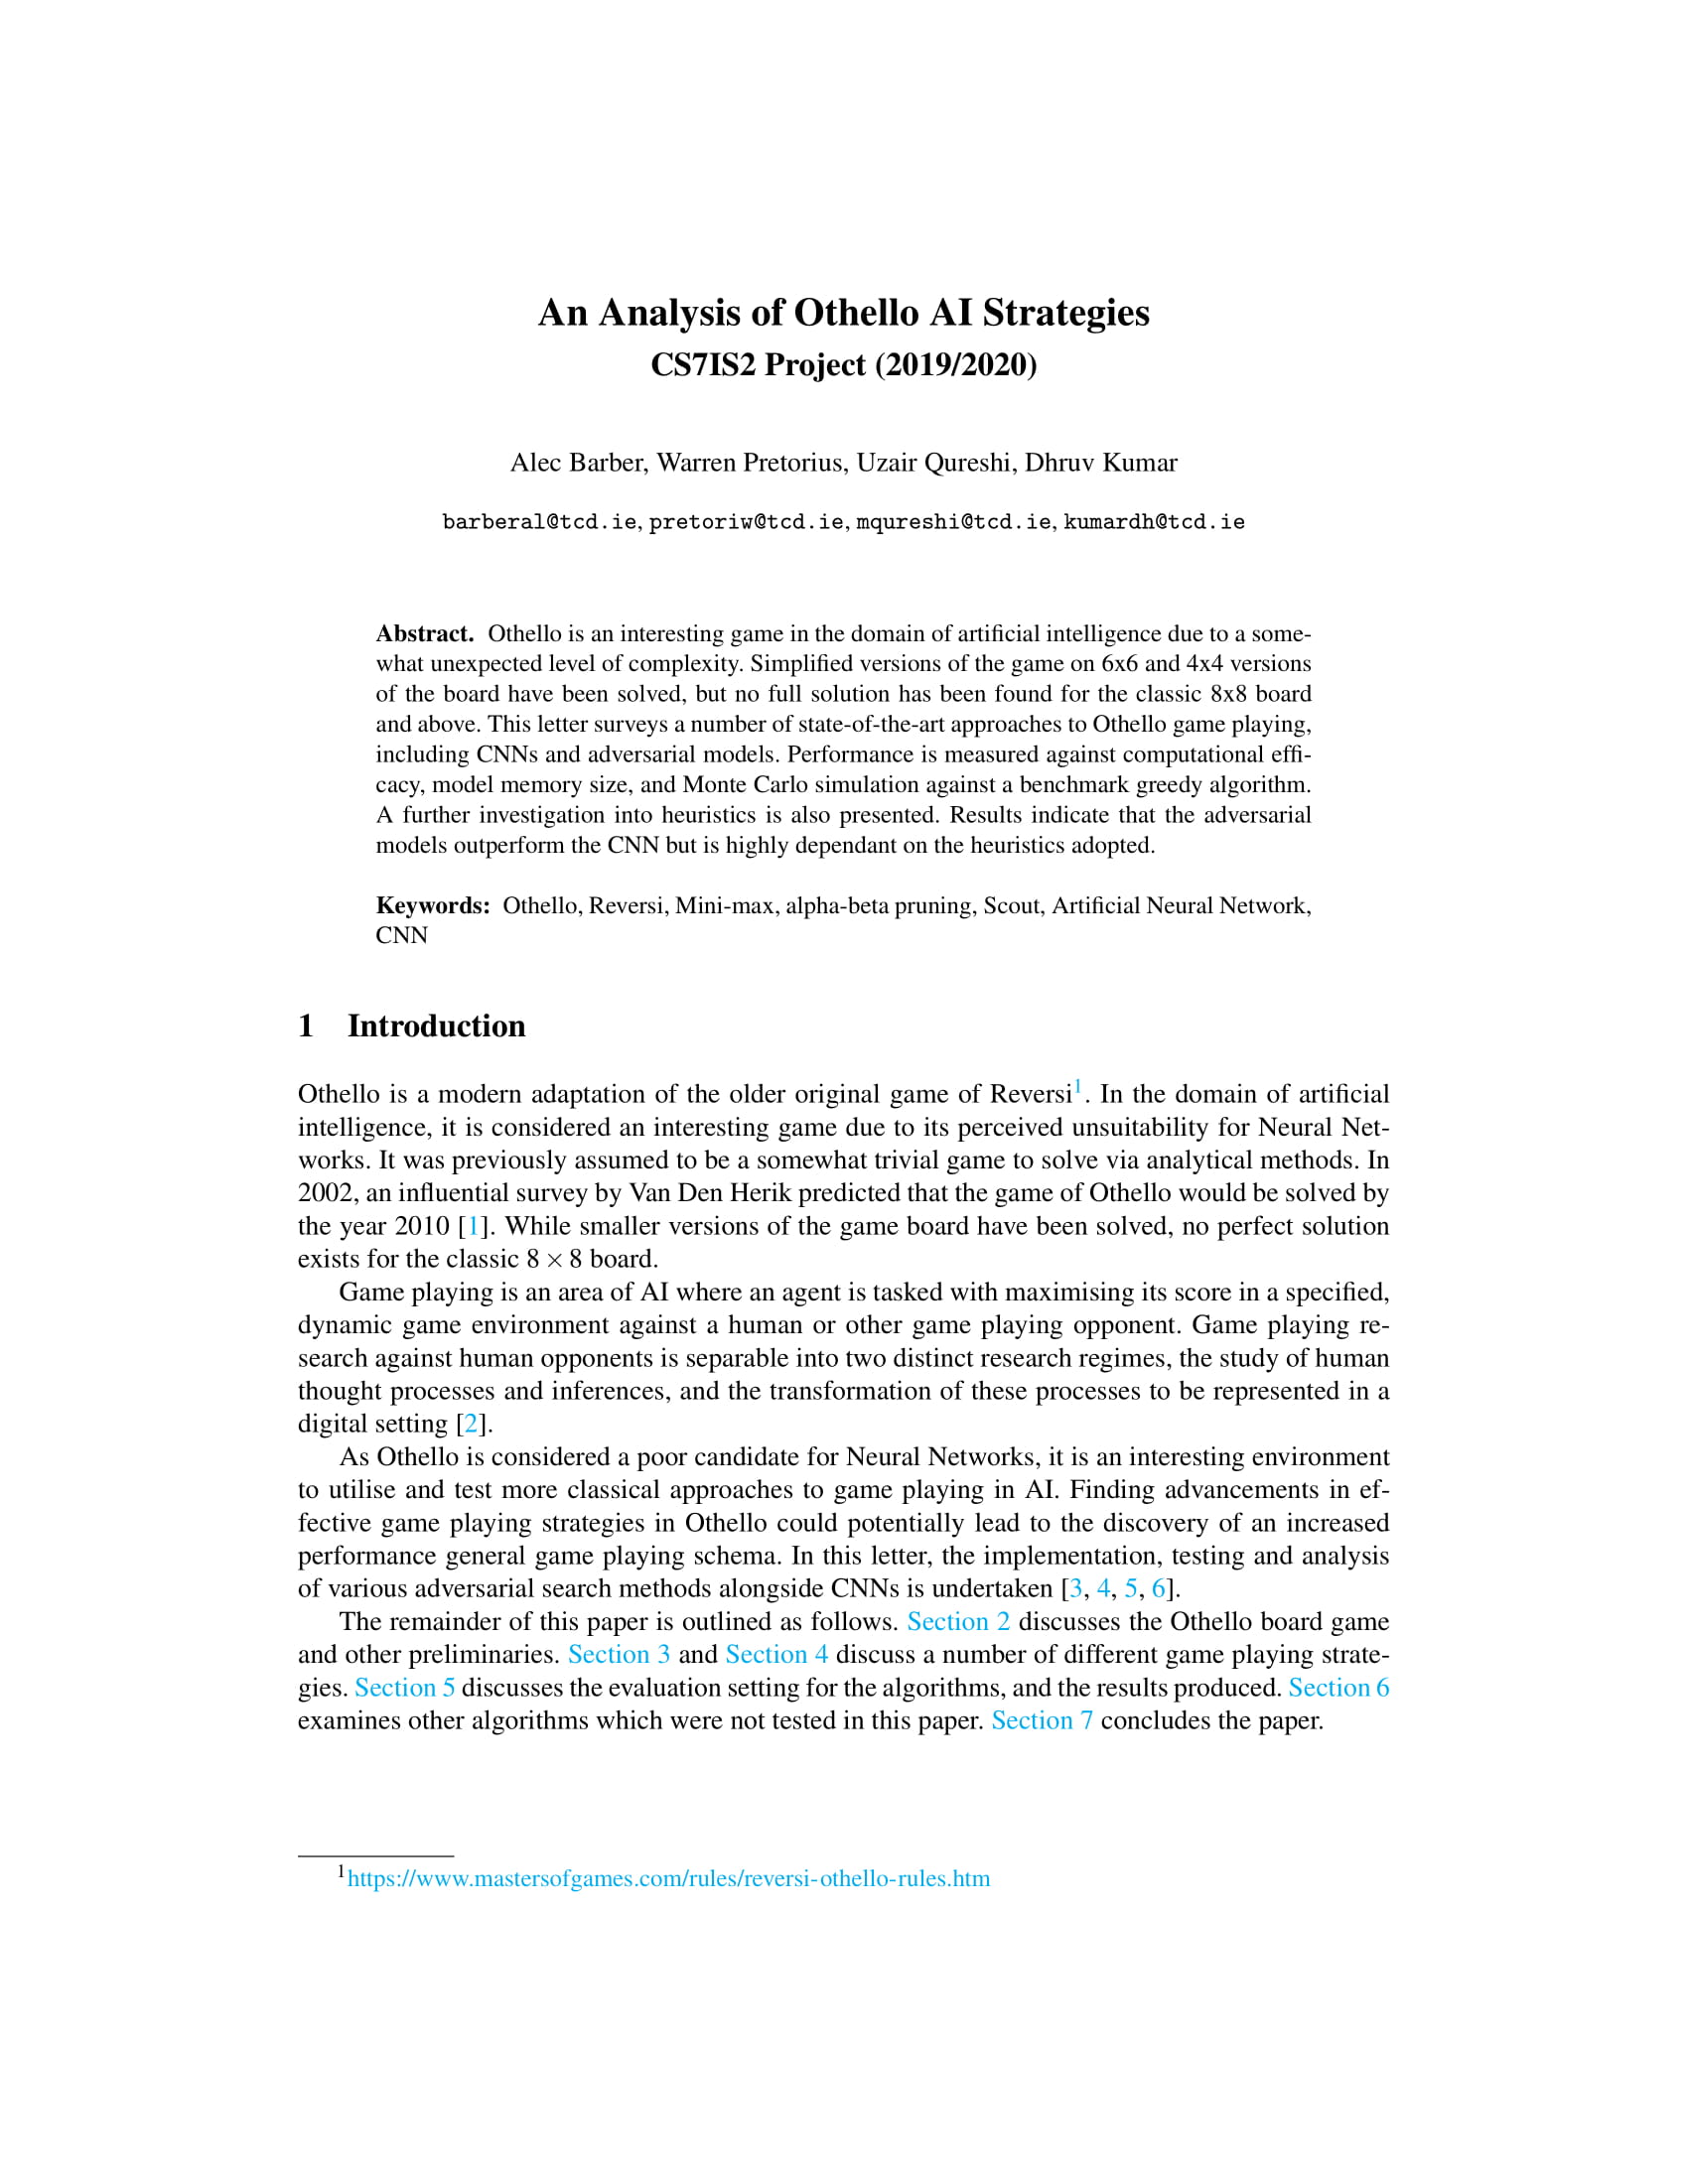 An Analysis of Othello AI Strategies
CS7IS2 Project (2019/2020)
Alec Barber, Warren Pretorius, Uzair Qureshi, Dhruv Kumar
barberal@tcd.ie, pretoriw@tcd.ie, mqureshi@tcd.ie, kumardh@tcd.ie
Abstract. Othello is an interesting game in the domain of artificial intelligence due to a some-
what unexpected level of complexity. Simplified versions of the game on 6x6 and 4x4 versions
of the board have been solved, but no full solution has been found for the classic 8x8 board
and above. This letter surveys a number of state-of-the-art approaches to Othello game playing,
including CNNs and adversarial models. Performance is measured against computational effi-
cacy, model memory size, and Monte Carlo simulation against a benchmark greedy algorithm.
A further investigation into heuristics is also presented. Results indicate that the adversarial
models outperform the CNN but is highly dependant on the heuristics adopted.
Keywords: Othello, Reversi, Mini-max, alpha-beta pruning, Scout, Artificial Neural Network,
CNN
1 Introduction
Othello is a modern adaptation of the older original game of Reversi1. In the domain of artificial
intelligence, it is considered an interesting game due to its perceived unsuitability for Neural Net-
works. It was previously assumed to be a somewhat trivial game to solve via analytical methods. In
2002, an influential survey by Van Den Herik predicted that the game of Othello would be solved by
the year 2010 [1]. While smaller versions of the game board have been solved, no perfect solution
exists for the classic 8 × 8 board.
Game playing is an area of AI where an agent is tasked with maximising its score in a specified,
dynamic game environment against a human or other game playing opponent. Game playing re-
search against human opponents is separable into two distinct research regimes, the study of human
thought processes and inferences, and the transformation of these processes to be represented in a
digital setting [2].
As Othello is considered a poor candidate for Neural Networks, it is an interesting environment
to utilise and test more classical approaches to game playing in AI. Finding advancements in ef-
fective game playing strategies in Othello could potentially lead to the discovery of an increased
performance general game playing schema. In this letter, the implementation, testing and analysis
of various adversarial search methods alongside CNNs is undertaken [3, 4, 5, 6].
The remainder of this paper is outlined as follows. Section 2 discusses the Othello board game
and other preliminaries. Section 3 and Section 4 discuss a number of different game playing strate-
gies. Section 5 discusses the evaluation setting for the algorithms, and the results produced. Section 6
examines other algorithms which were not tested in this paper. Section 7 concludes the paper.
1https://www.mastersofgames.com/rules/reversi-othello-rules.htm